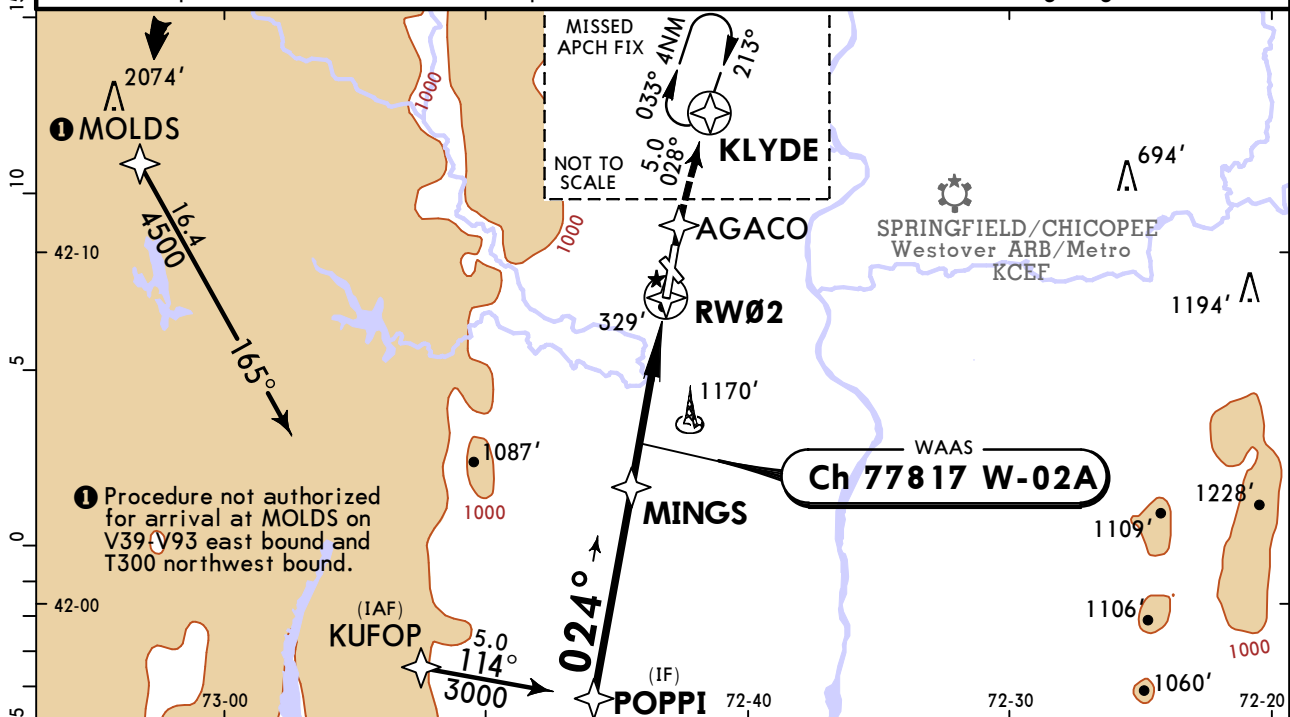 MISSED
APCH FIX
4NM
033°
213°
KLYDE
5.0
028°
NOT TO
SCALE
2074'
❶ MOLDS
16.4
4500
165°
1000
1000
694'
SPRINGFIELD/CHICOPEE
Westover ARB/Metro
KCEF
1194'
AGACO
329'
RWØ2
1170'
WAAS
Ch 77817 W-02A
MINGS
1087'
1000
❶ Procedure not authorized
for arrival at MOLDS on
V39-V93 east bound and
T300 northwest bound.
1228'
1109'
1106'
1000
1060'
024°
(IAF)
KUFOP
5.0
114°
3000
(IF)
POPPI
42-10
42-00
73-00
72-40
72-30
72-20
15
10
5
0
5